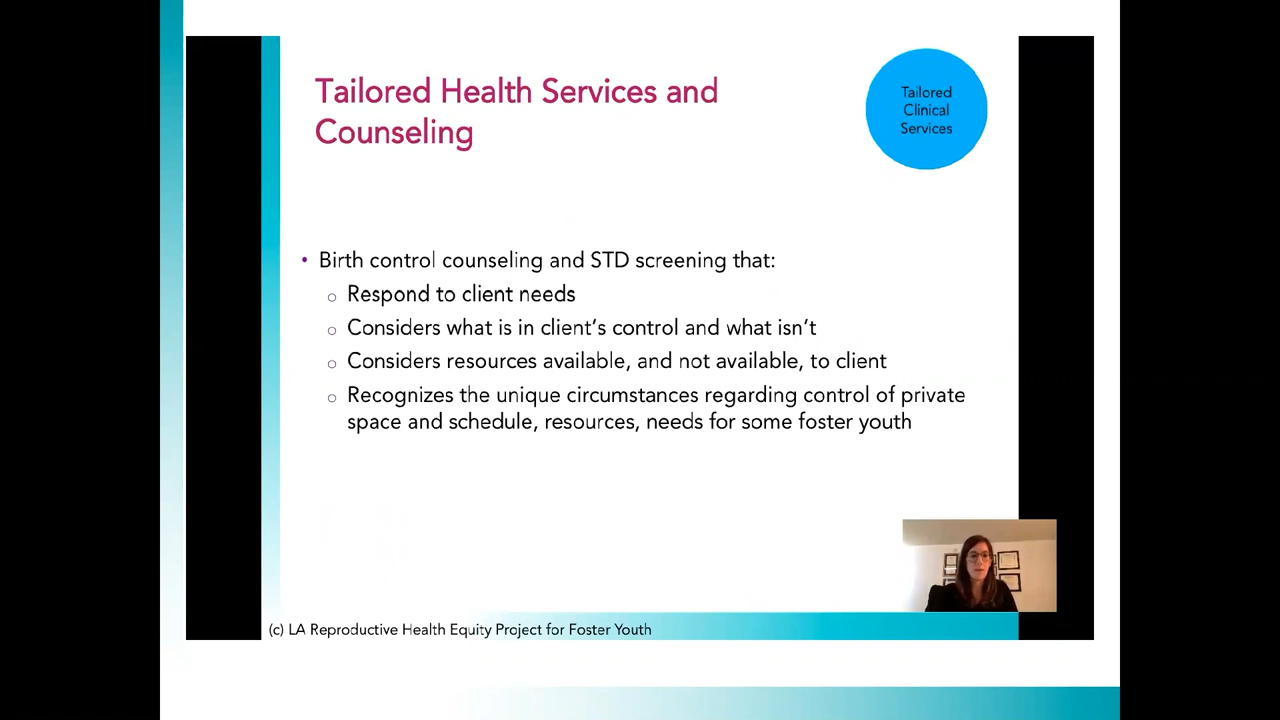 Tailored Health Services and
Counseling
Tailored
Clinical
Services
• Birth control counseling and STD screening that:
o Respond to client needs
o Considers what is in client's control and what isn't
o Considers resources available, and not available, to client
o Recognizes the unique circumstances regarding control of private
space and schedule, resources, needs for some foster youth
(c) LA Reproductive Health Equity Project for Foster Youth